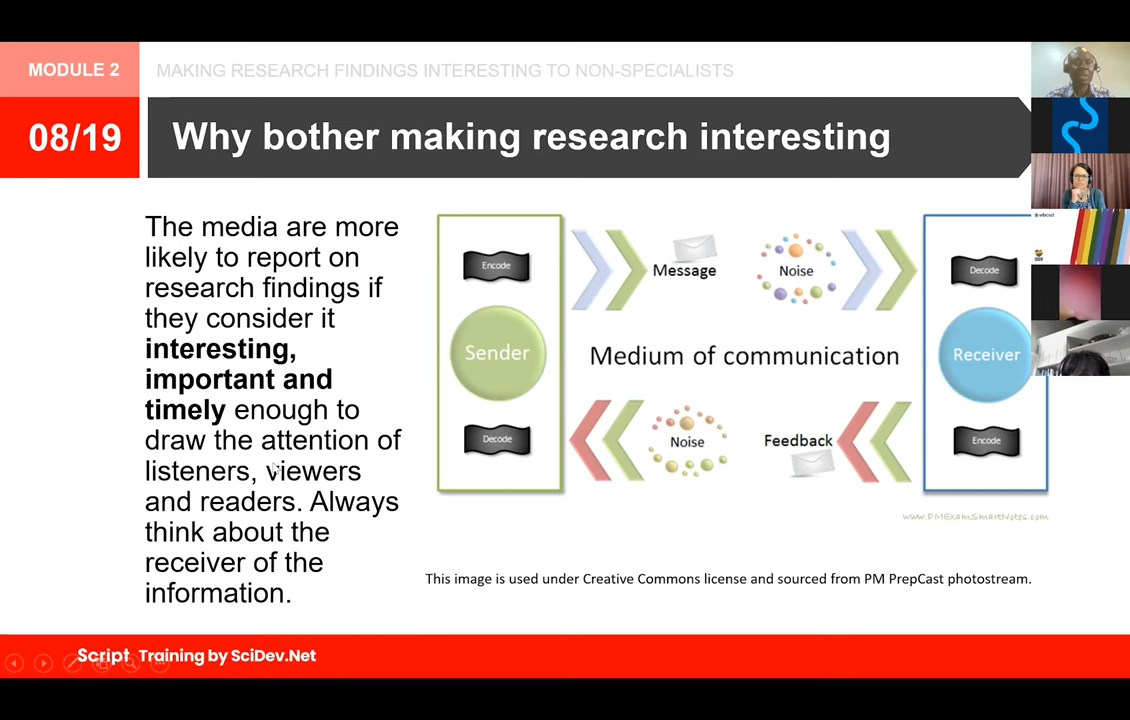 MODULE 2
MAKING RESEARCH FINDINGS INTERESTING TO NON-SPECIALISTS
08/19
Why bother making research interesting
The media are more
likely to report on
research findings if
they consider it
interesting,
important and
timely enough to
draw the attention of
listeners, viewers
and readers. Always
think about the
receiver of the
information.
Encode
Sender
Decode
Message
Noise
Medium of communication
Noise
Feedback
Decode
Receiver
Encode
www.PMExamSmartNotes.com
This image is used under Creative Commons license and sourced from PM PrepCast photostream.
Script Training by SciDev.Net
wbcsd